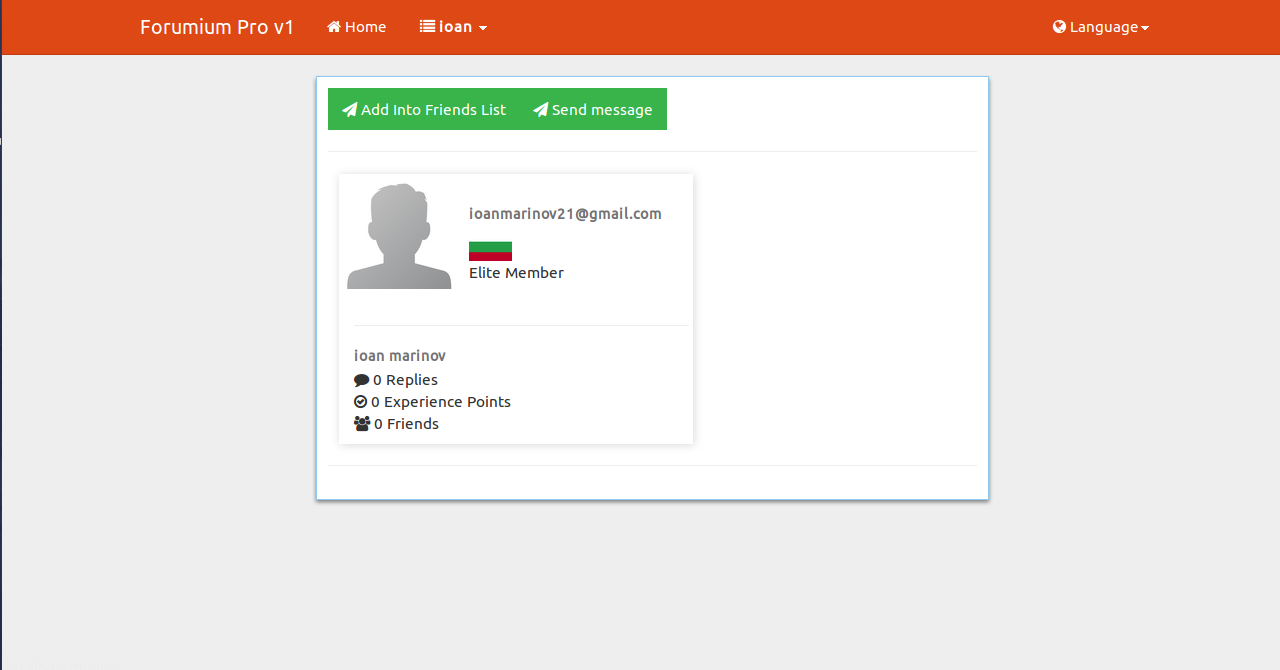 Forumium Pro v1 Home ioan Language
Add Into Friends List Send message
ioanmarinov21@gmail.com
Elite Member
ioan marinov
0 Replies
0 Experience Points
0 Friends